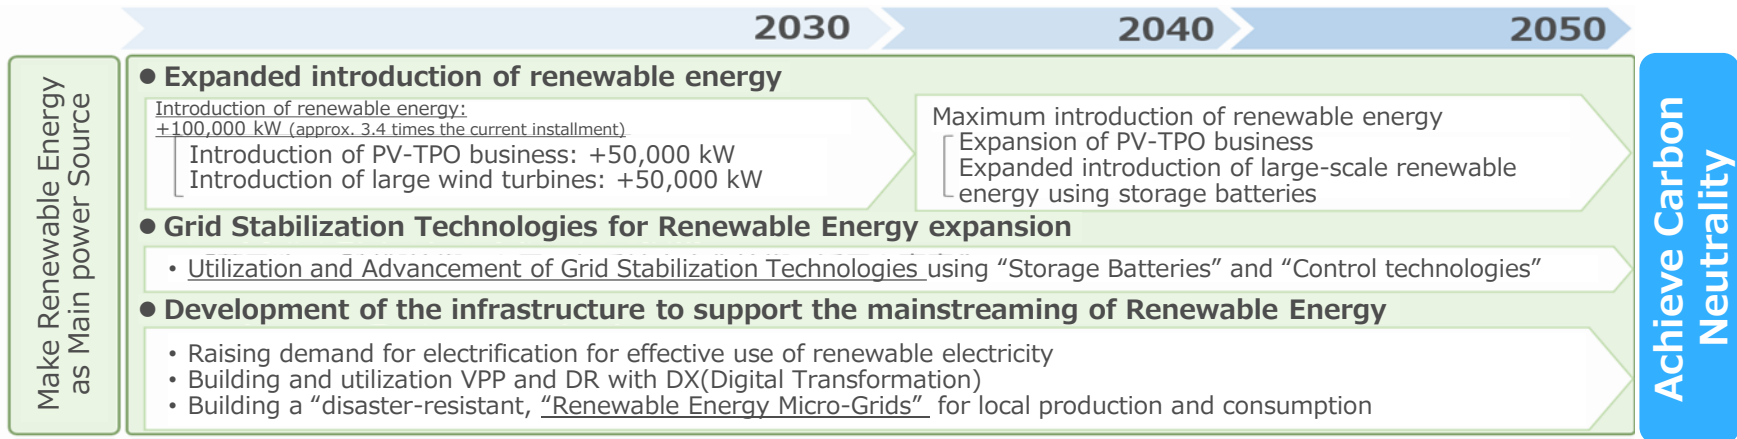 2030
2040
2050
Make Renewable Energy
as Main power Source
● Expanded introduction of renewable energy
Introduction of renewable energy:
+100,000 kW (approx. 3.4 times the current installment)
Introduction of PV-TPO business: +50,000 kW
Introduction of large wind turbines: +50,000 kW
Maximum introduction of renewable energy
Expansion of PV-TPO business
Expanded introduction of large-scale renewable
energy using storage batteries
● Grid Stabilization Technologies for Renewable Energy expansion
・Utilization and Advancement of Grid Stabilization Technologies using “Storage Batteries” and “Control technologies”
● Development of the infrastructure to support the mainstreaming of Renewable Energy
・Raising demand for electrification for effective use of renewable electricity
・Building and utilization VPP and DR with DX(Digital Transformation)
・Building a “disaster-resistant, “Renewable Energy Micro-Grids” for local production and consumption
Achieve Carbon
Neutrality